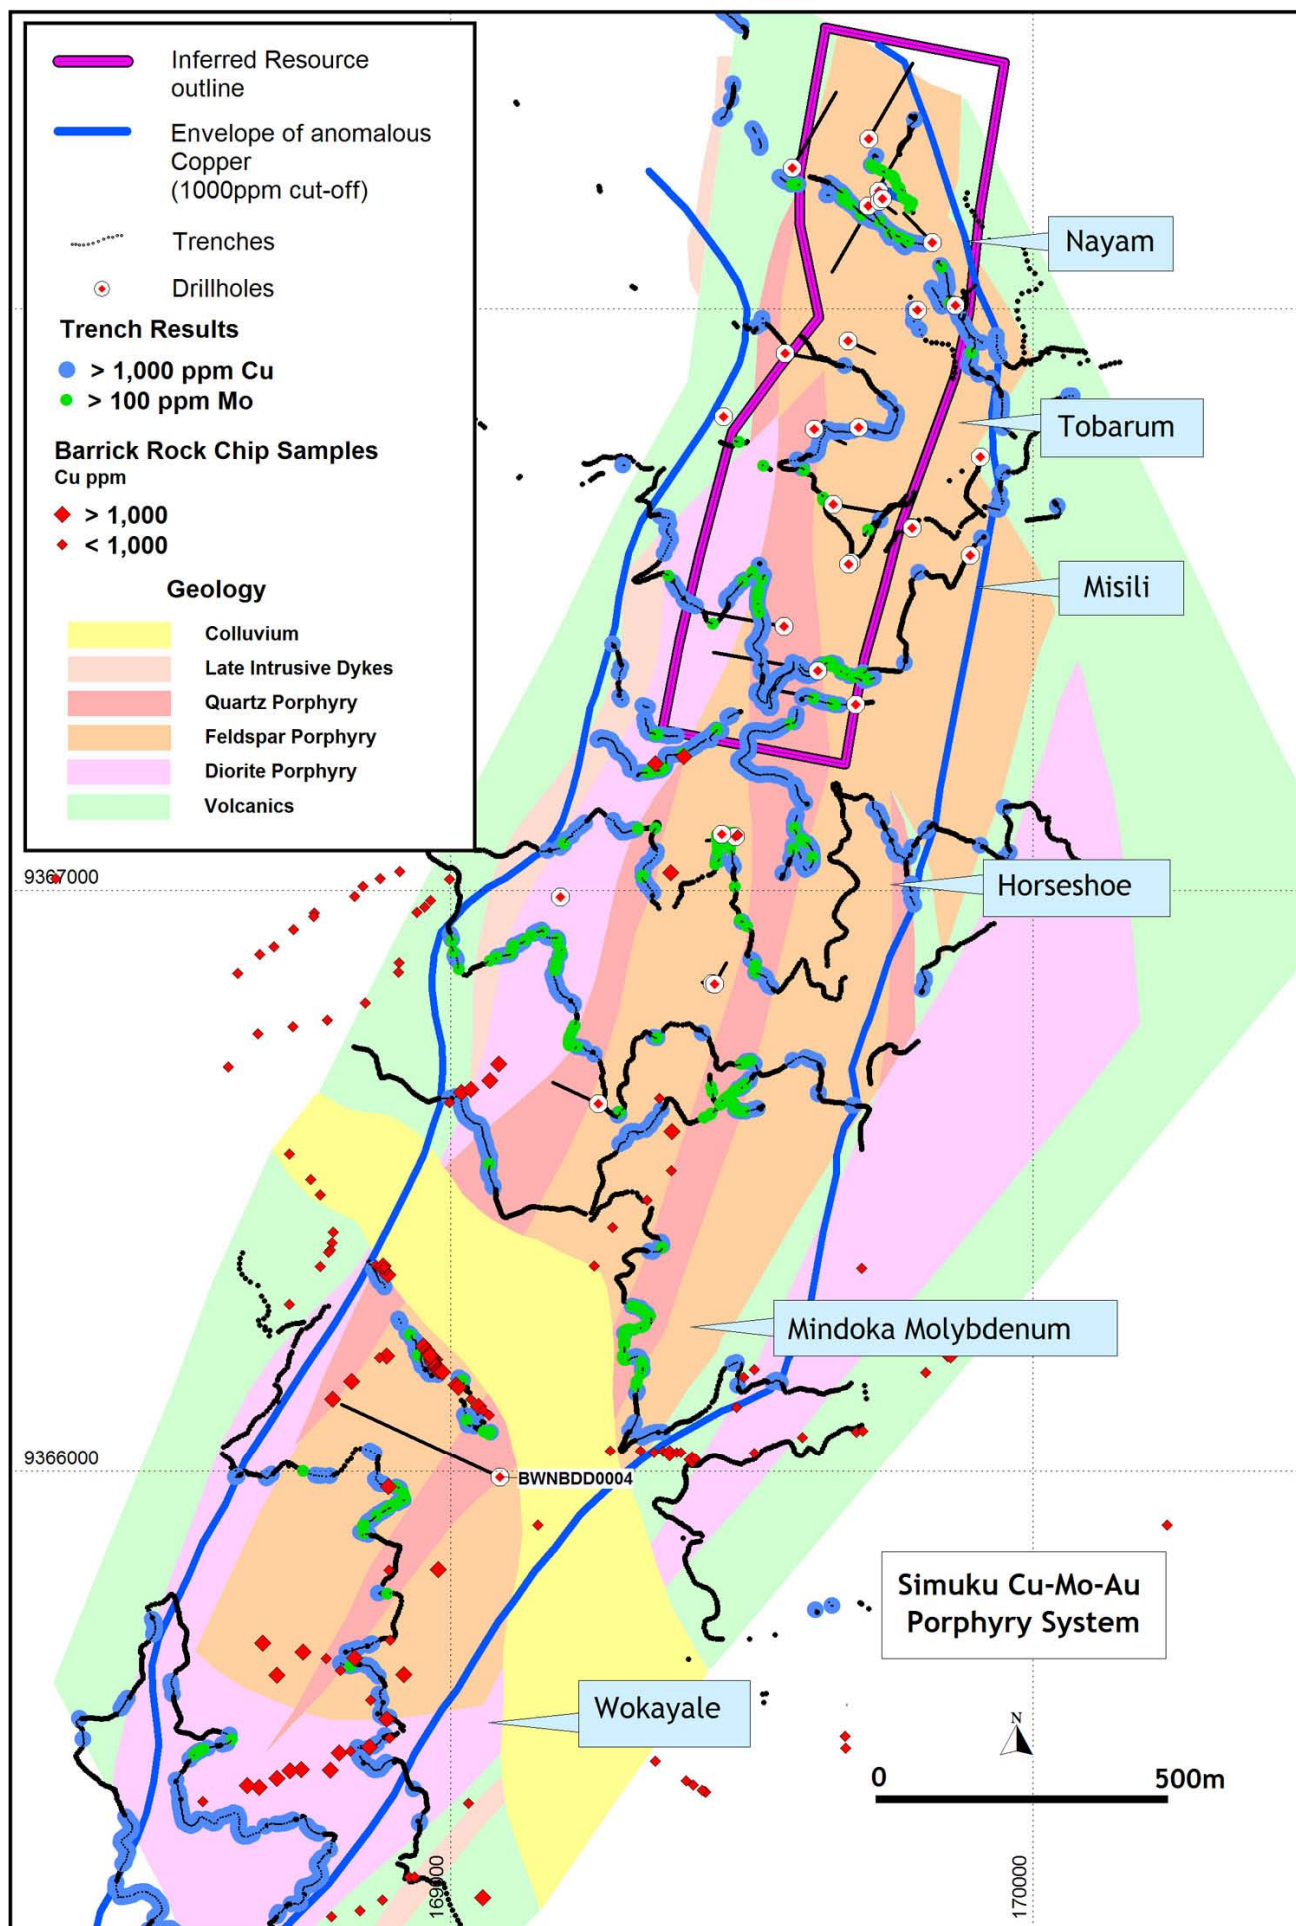 Inferred Resource
outline
Envelope of anomalous
Copper
(1000ppm cut-off)
Trenches
Drillholes
Trench Results
> 1,000 ppm Cu
> 100 ppm Mo
Barrick Rock Chip Samples
Cu ppm
> 1,000
< 1,000
Geology
Colluvium
Late Intrusive Dykes
Quartz Porphyry
Feldspar Porphyry
Diorite Porphyry
Volcanics
Nayam
Tobarum
Misili
9367000
Horseshoe
Mindoka Molybdenum
9366000
BWNBDD0004
Simuku Cu-Mo-Au
Porphyry System
Wokayale
N
0 500m
169000
170000